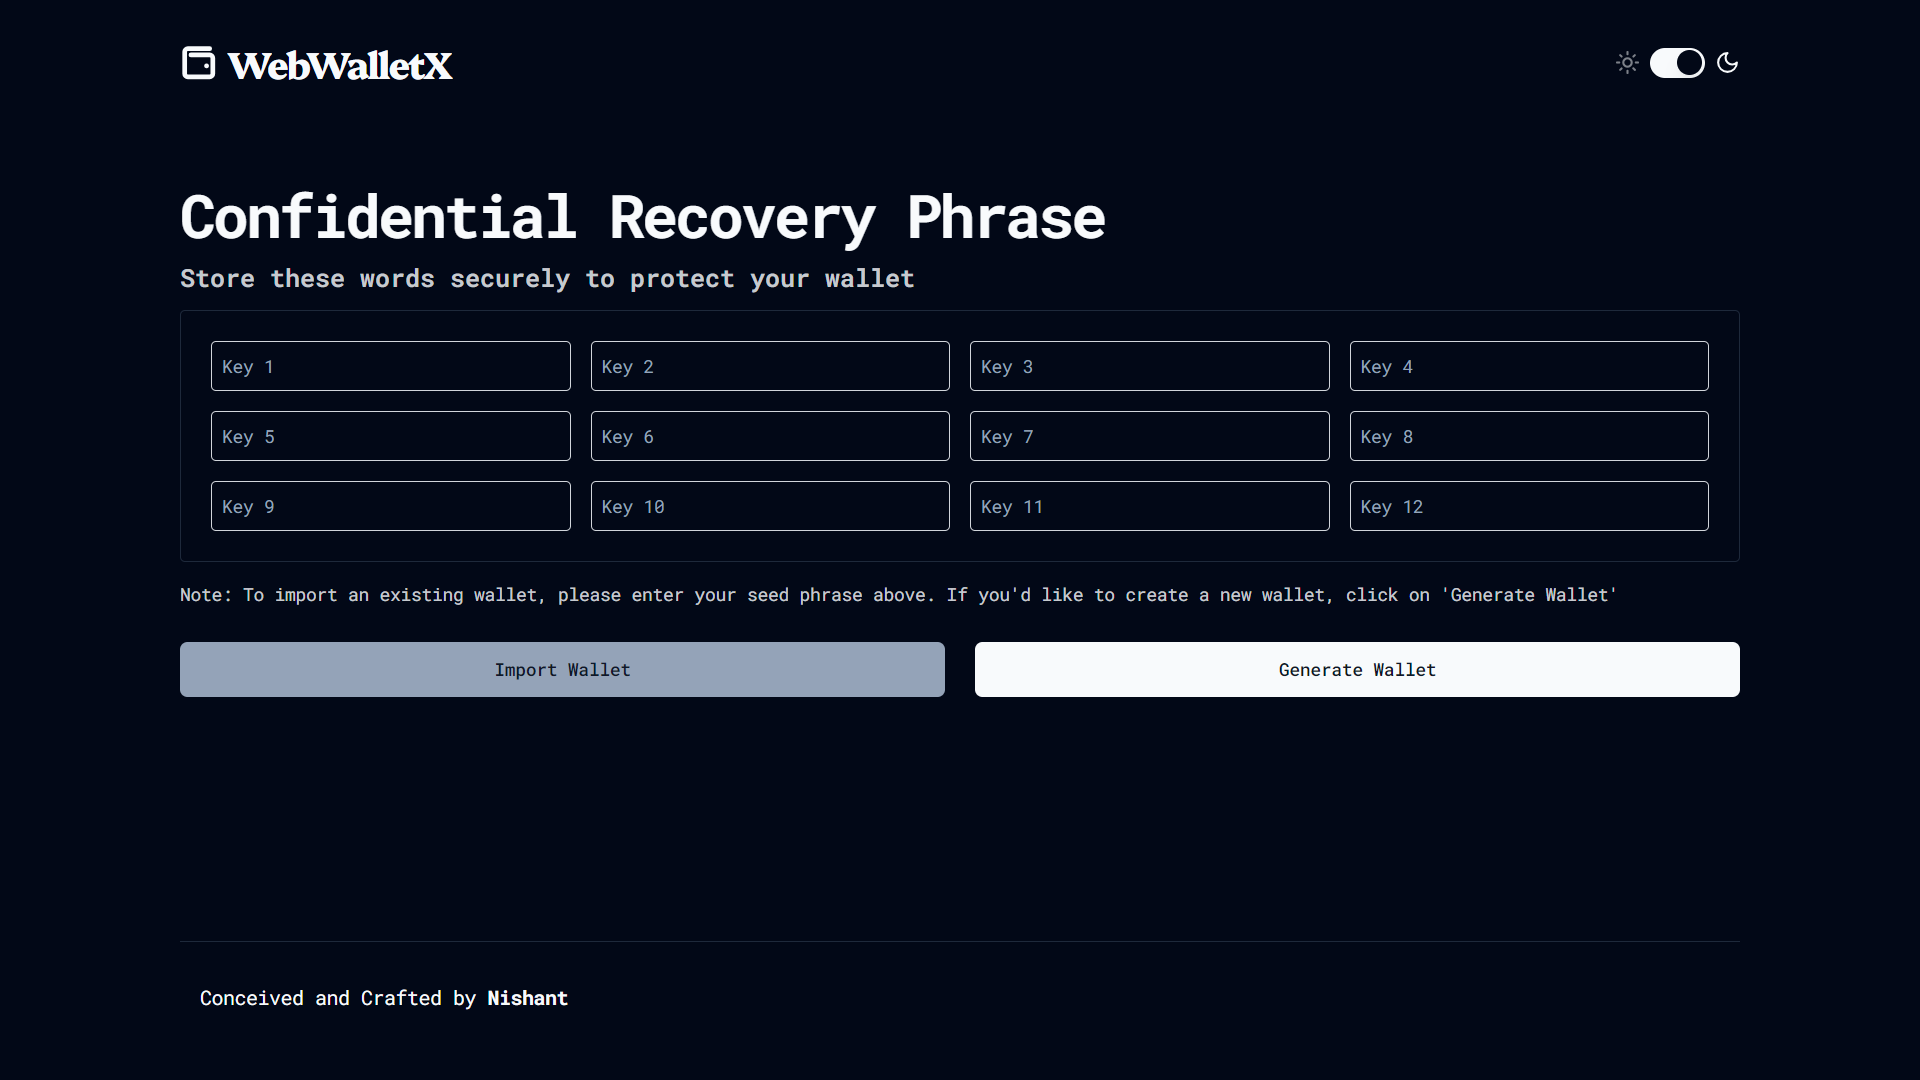 WebWalletX
Confidential Recovery Phrase
Store these words securely to protect your wallet
Key 1
Key 2
Key 3
Key 4
Key 5
Key 6
Key 7
Key 8
Key 9
Key 10
Key 11
Key 12
Note: To import an existing wallet, please enter your seed phrase above. If you'd like to create a new wallet, click on 'Generate Wallet'
Import Wallet
Generate Wallet
Conceived and Crafted by Nishant